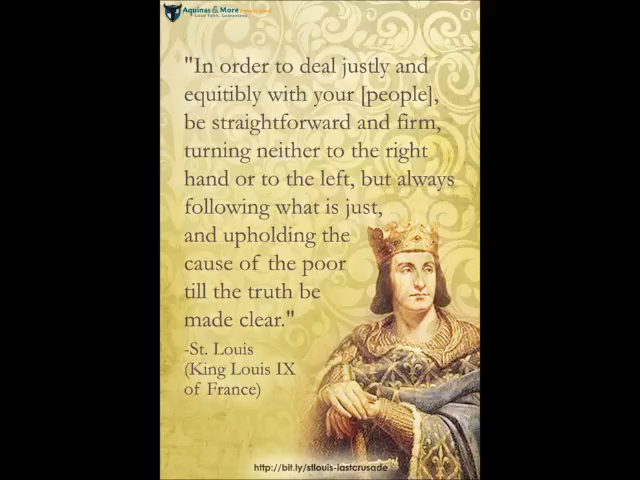 Aquinas & More
Good Faith. Guaranteed.
"In order to deal justly and
equitibly with your [people],
be straightforward and firm,
turning neither to the right
hand or to the left, but always
following what is just,
and upholding the
cause of the poor
till the truth be
made clear."
-St. Louis
(King Louis IX
of France)
http://bit.ly/stlouis-lastcrusade